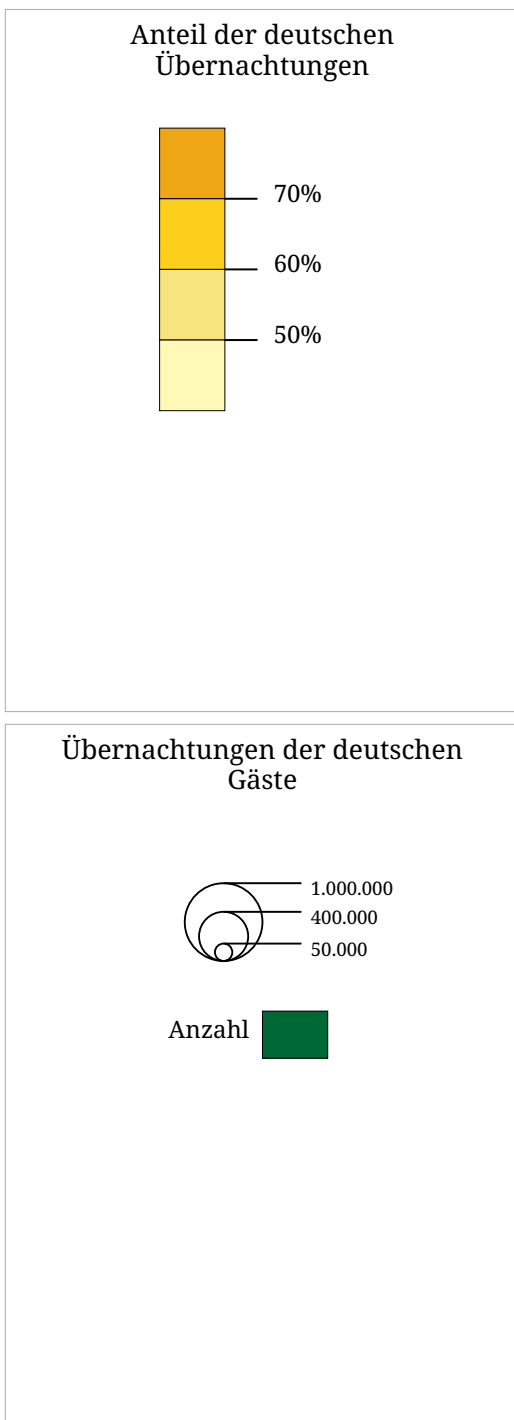 Anteil der deutschen
Übernachtungen
70%
60%
50%
Übernachtungen der deutschen
Gäste
1.000.000
400.000
50.000
Anzahl